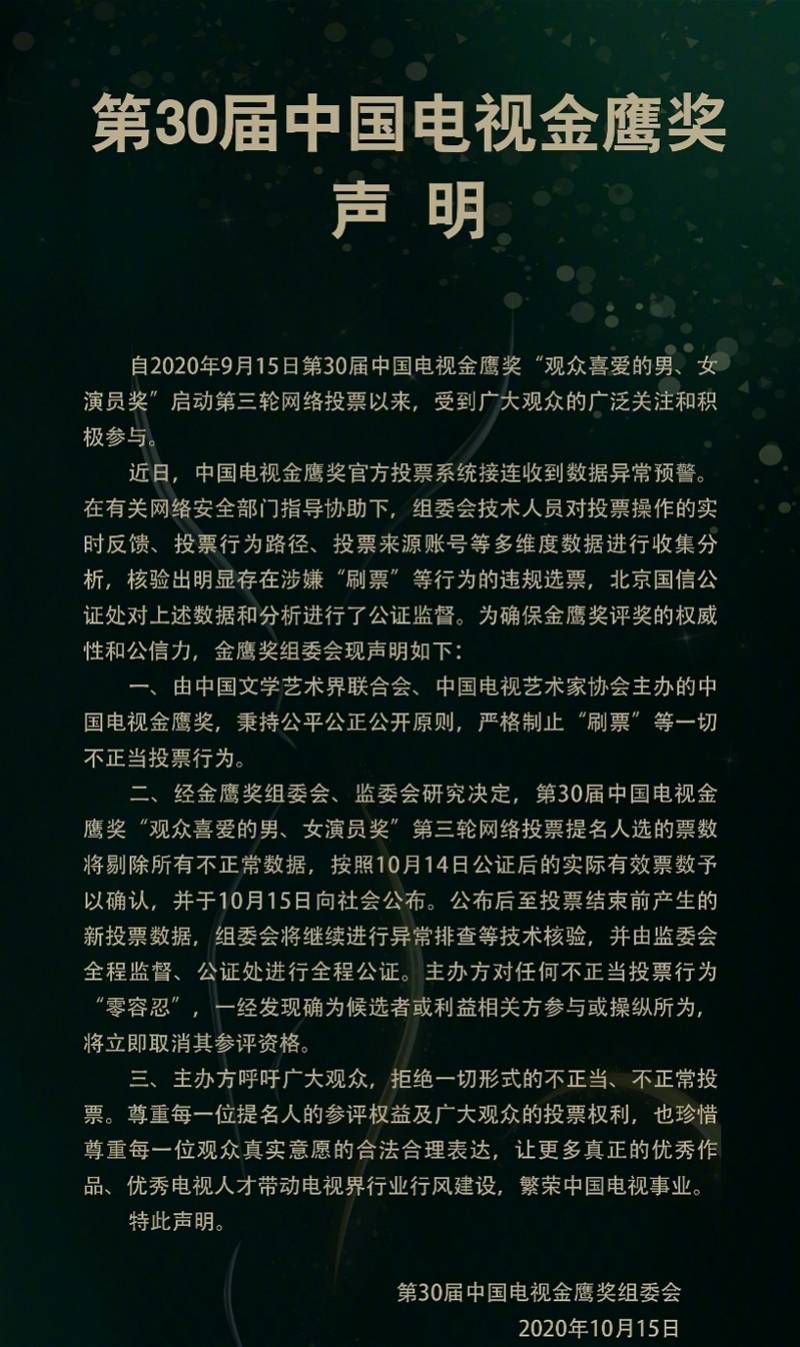 第30届中国电视金鹰奖
声 明
自2020年9月15日第30届中国电视金鹰奖“观众喜爱的男、女
演员奖”启动第三轮网络投票以来，受到广大观众的广泛关注和积
极参与。
近日，中国电视金鹰奖官方投票系统接连收到数据异常预警。
在有关网络安全部门指导协助下，组委会技术人员对投票操作的实
时反馈、投票行为路径、投票来源账号等多维度数据进行收集分
析，核验出明显存在涉嫌“刷票”等行为的违规选票，北京国信公
证处对上述数据和分析进行了公证监督。为确保金鹰奖评奖的权威
性和公信力，金鹰奖组委会现声明如下：
一、由中国文学艺术界联合会、中国电视艺术家协会主办的中
国电视金鹰奖，秉持公平公正公开原则，严格制止“刷票”等一切
不正当投票行为。
二、经金鹰奖组委会、监委会研究决定，第30届中国电视金
鹰奖“观众喜爱的男、女演员奖”第三轮网络投票提名人选的票数
将剔除所有不正常数据，按照10月14日公证后的实际有效票数予
以确认，并于10月15日向社会公布。公布后至投票结束前产生的
新投票数据，组委会将继续进行异常排查等技术核验，并由监委会
全程监督、公证处进行全程公证。主办方对任何不正当投票行为
“零容忍”，一经发现确为候选者或利益相关方参与或操纵所为，
将立即取消其参评资格。
三、主办方呼吁广大观众，拒绝一切形式的不正当、不正常投
票。尊重每一位提名人的参评权益及广大观众的投票权利，也珍惜
尊重每一位观众真实意愿的合法合理表达，让更多真正的优秀作
品、优秀电视人才带动电视界行业行风建设，繁荣中国电视事业。
特此声明。
第30届中国电视金鹰奖组委会
2020年10月15日